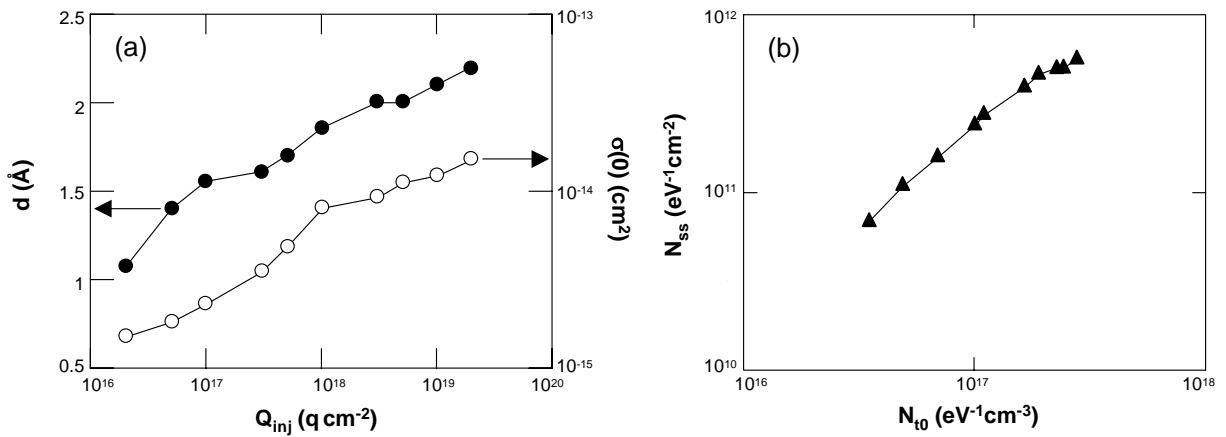 (a)
2.5
2
1.5
1
0.5
d (Å)
10¹⁶
10¹⁷
10¹⁸
10¹⁹
10²⁰
Q_inj (q cm⁻²)
10⁻¹³
10⁻¹⁴
10⁻¹⁵
σ(0) (cm²)
(b)
10¹²
10¹¹
10¹⁰
N_ss (eV⁻¹cm⁻²)
10¹⁶
10¹⁷
10¹⁸
N_t0 (eV⁻¹cm⁻³)